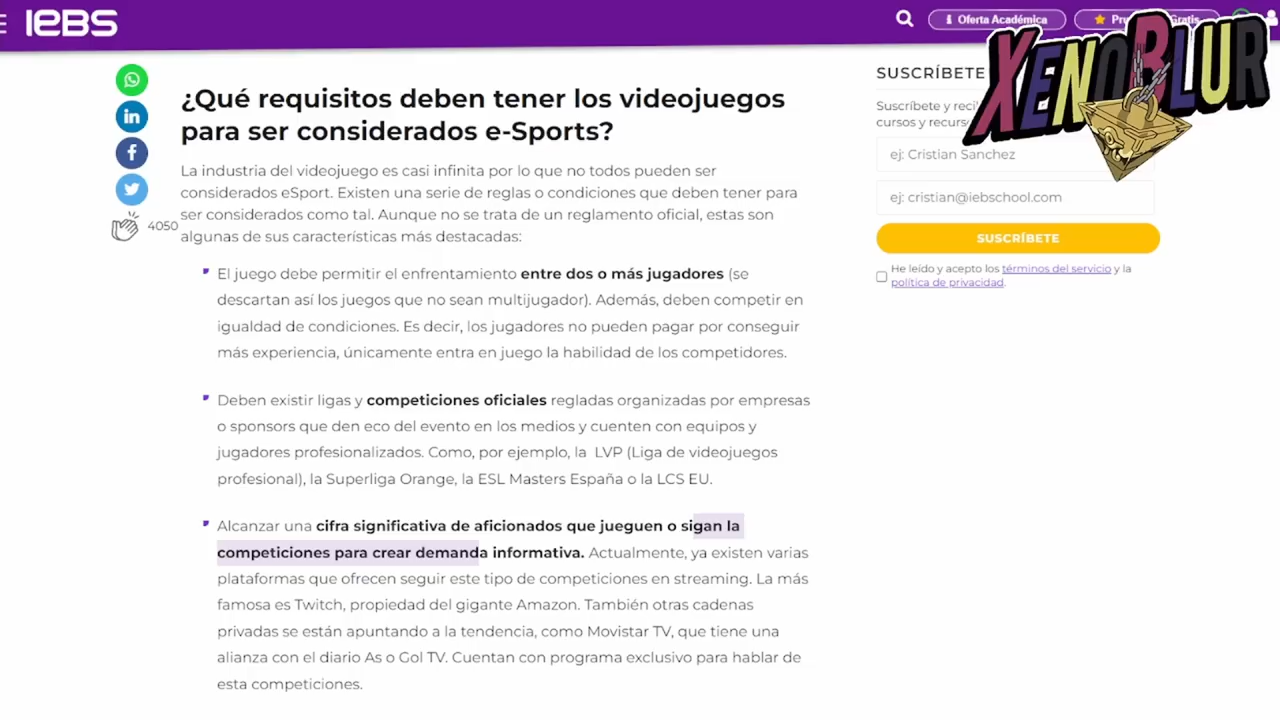 IEBS
Oferta Académica
XENOBLUR
¿Qué requisitos deben tener los videojuegos
para ser considerados e-Sports?
La industria del videojuego es casi infinita por lo que no todos pueden ser
considerados eSport. Existen una serie de reglas o condiciones que deben tener para
ser considerados como tal. Aunque no se trata de un reglamento oficial, estas son
algunas de sus características más destacadas:
4050
El juego debe permitir el enfrentamiento entre dos o más jugadores (se
descartan así los juegos que no sean multijugador). Además, deben competir en
igualdad de condiciones. Es decir, los jugadores no pueden pagar por conseguir
más experiencia, únicamente entra en juego la habilidad de los competidores.
Deben existir ligas y competiciones oficiales regladas organizadas por empresas
o sponsors que den eco del evento en los medios y cuenten con equipos y
jugadores profesionalizados. Como, por ejemplo, la LVP (Liga de videojuegos
profesional), la Superliga Orange, la ESL Masters España o la LCS EU.
Alcanzar una cifra significativa de aficionados que jueguen o sigan la
competiciones para crear demanda informativa. Actualmente, ya existen varias
plataformas que ofrecen seguir este tipo de competiciones en streaming. La más
famosa es Twitch, propiedad del gigante Amazon. También otras cadenas
privadas se están apuntando a la tendencia, como Movistar TV, que tiene una
alianza con el diario As o Gol TV. Cuentan con programa exclusivo para hablar de
esta competiciones.
SUSCRÍBETE
Suscríbete y
cursos y
ej: Cristian Sanchez
ej: cristian@iebschool.com
SUSCRÍBETE
He leído y acepto los términos del servicio y la
política de privacidad.